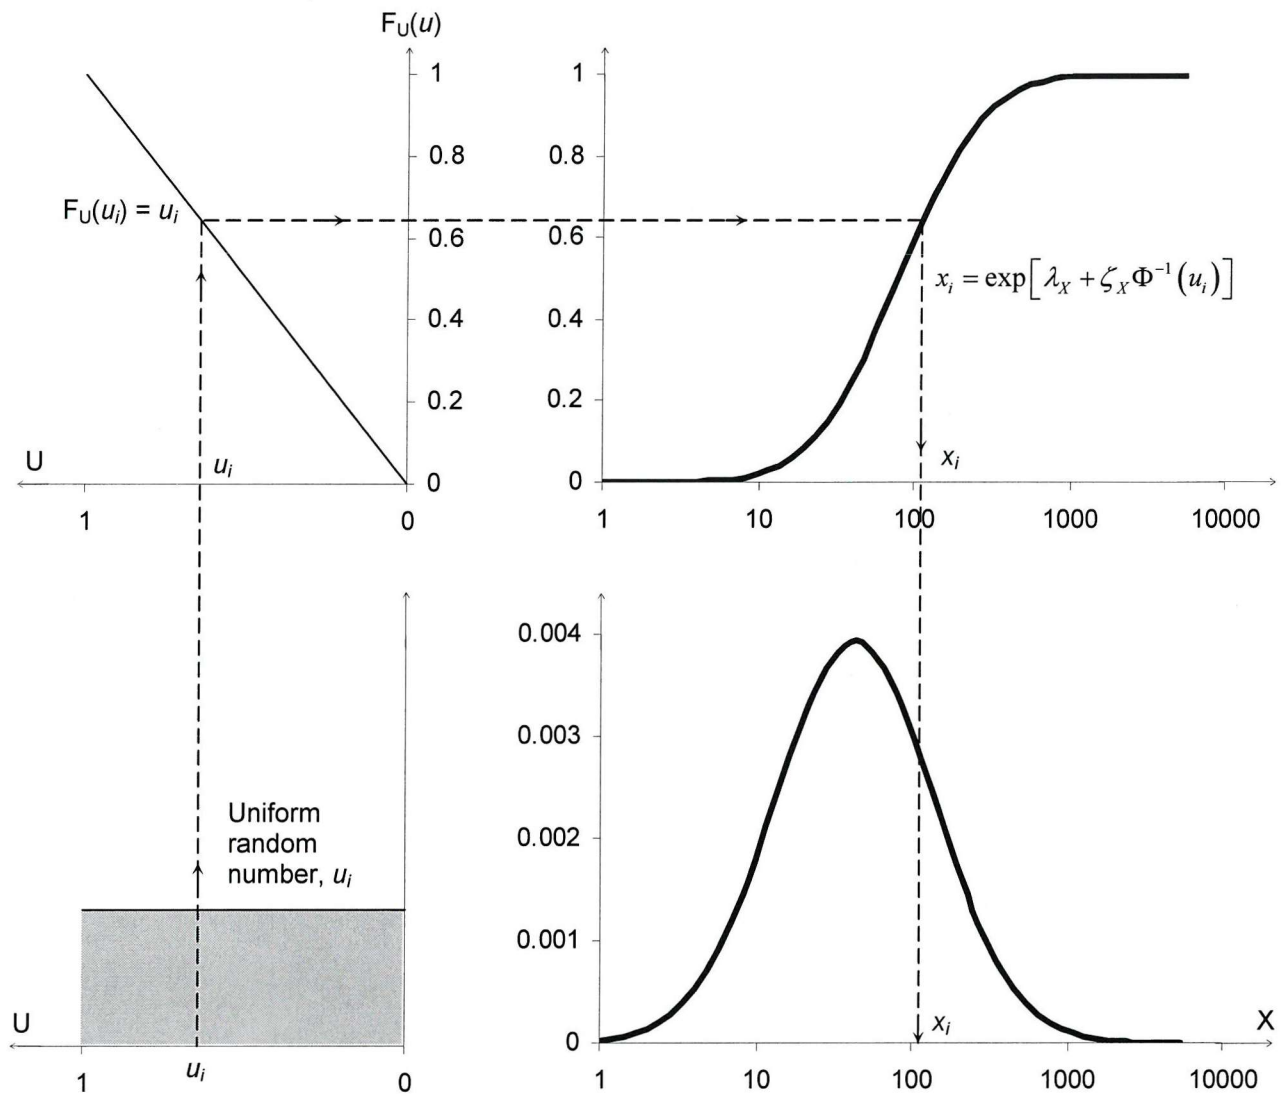 F_U(u)
1
0.8
0.6
0.4
0.2
0
F_U(u_i) = u_i
U
u_i
1
0
1
0.8
0.6
0.4
0.2
0
x_i = exp[λ_X + ζ_X Φ^{-1}(u_i)]
x_i
1
10
100
1000
10000
Uniform
random
number, u_i
U
u_i
1
0
0.004
0.003
0.002
0.001
0
x_i
X
1
10
100
1000
10000